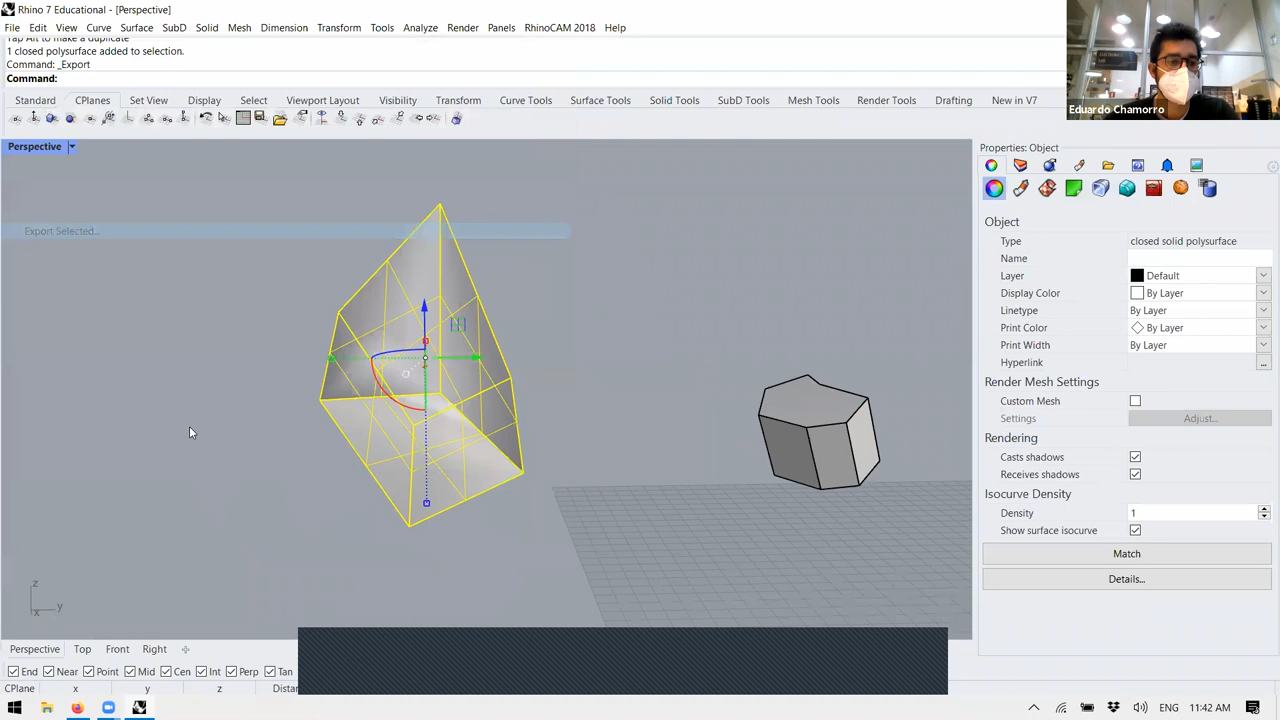 Rhino 7 Educational - [Perspective]
File Edit View Curve Surface SubD Solid Mesh Dimension Transform Tools Analyze Render Panels RhinoCAM 2018 Help
Tap Alt to make a duplicate
1 closed polysurface added to selection.
Command: _Export
Command:
Standard CPlanes Set View Display Select Viewport Layout Visibility Transform Curve Tools Surface Tools Solid Tools SubD Tools Mesh Tools Render Tools Drafting New in V7
Eduardo Chamorro
Perspective
Export Selected...
z
x y
Properties: Object
Object
Type closed solid polysurface
Name
Layer Default
Display Color By Layer
Linetype By Layer
Print Color By Layer
Print Width By Layer
Hyperlink ...
Render Mesh Settings
Custom Mesh
Settings Adjust...
Rendering
Casts shadows
Receives shadows
Isocurve Density
Density 1
Show surface isocurve
Match
Details...
Perspective Top Front Right
End Near Point Mid Cen Int Perp Tan
CPlane x y z Distan
ENG 11:42 AM